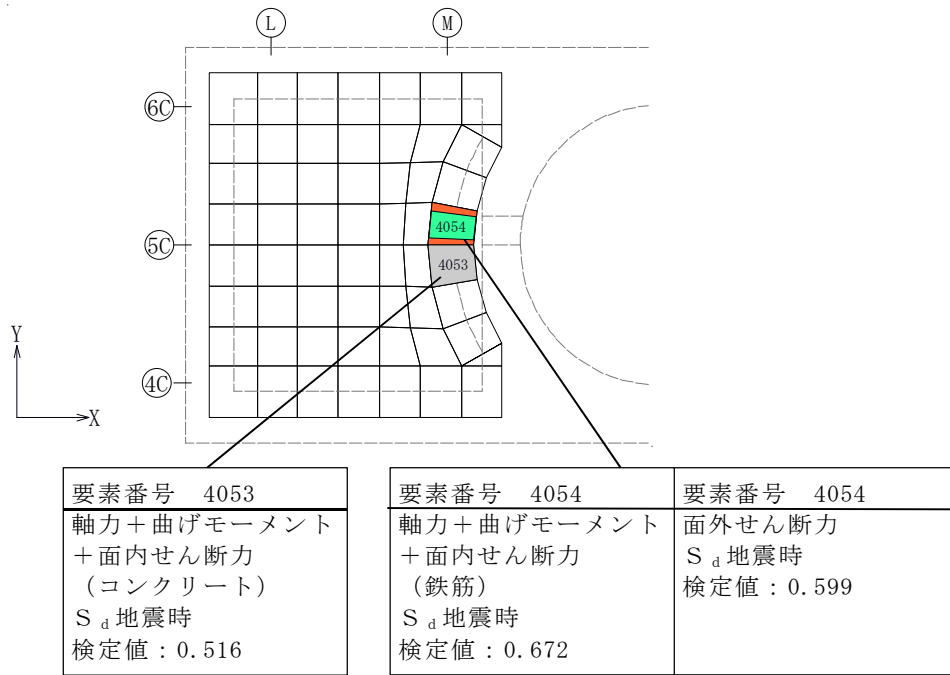 L
M
6C
4054
5C
4053
4C
Y
X
要素番号 4053
軸力＋曲げモーメント
＋面内せん断力
（コンクリート）
Ｓｄ地震時
検定値：0.516
要素番号 4054
軸力＋曲げモーメント
＋面内せん断力
（鉄筋）
Ｓｄ地震時
検定値：0.672
要素番号 4054
面外せん断力
Ｓｄ地震時
検定値：0.599